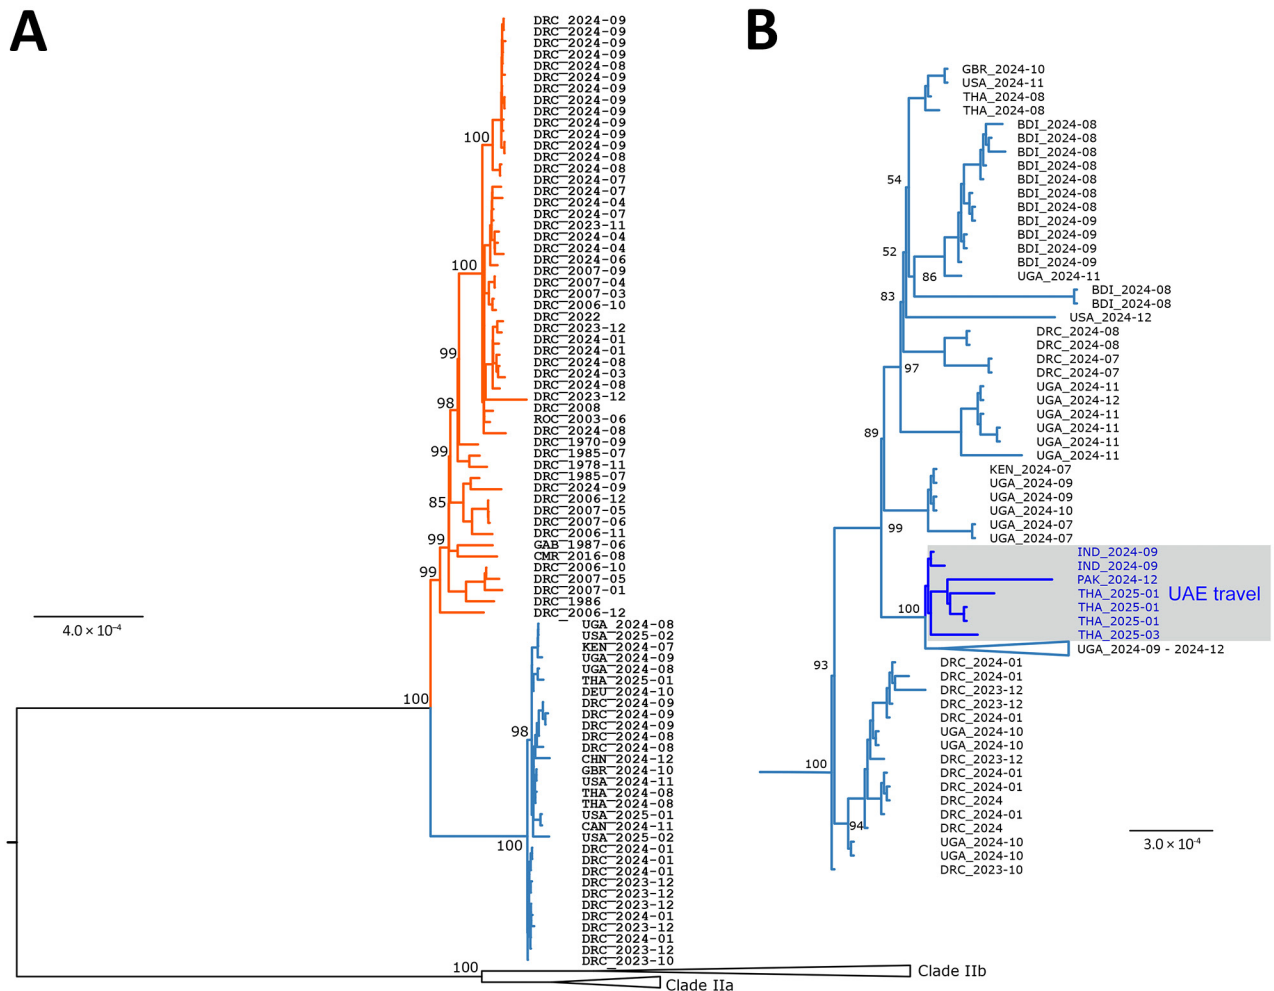 A
DRC_2024-09
DRC_2024-09
DRC_2024-09
DRC_2024-09
DRC_2024-08
DRC_2024-09
DRC_2024-09
DRC_2024-09
DRC_2024-09
DRC_2024-09
DRC_2024-09
DRC_2024-09
DRC_2024-08
DRC_2024-08
DRC_2024-07
DRC_2024-07
DRC_2024-04
DRC_2024-07
DRC_2023-11
DRC_2024-04
DRC_2024-04
DRC_2024-06
DRC_2007-09
DRC_2007-04
DRC_2007-03
DRC_2006-10
DRC_2022
DRC_2023-12
DRC_2024-01
DRC_2024-01
DRC_2024-08
DRC_2024-03
DRC_2024-08
DRC_2023-12
DRC_2008
ROC_2003-06
DRC_2024-08
DRC_1970-09
DRC_1985-07
DRC_1978-11
DRC_1985-07
DRC_2024-09
DRC_2006-12
DRC_2007-05
DRC_2007-06
DRC_2006-11
GAB_1987-06
CMR_2016-08
DRC_2006-10
DRC_2007-05
DRC_2007-01
DRC_1986
DRC_2006-12
UGA_2024-08
USA_2025-02
KEN_2024-07
UGA_2024-09
UGA_2024-08
THA_2025-01
DEU_2024-10
DRC_2024-09
DRC_2024-09
DRC_2024-09
DRC_2024-08
DRC_2024-08
CHN_2024-12
GBR_2024-10
USA_2024-11
THA_2024-08
THA_2024-08
USA_2025-01
CAN_2024-11
USA_2025-02
DRC_2024-01
DRC_2024-01
DRC_2024-01
DRC_2023-12
DRC_2023-12
DRC_2023-12
DRC_2024-01
DRC_2023-12
DRC_2024-01
DRC_2023-12
DRC_2023-10
Clade IIb
Clade IIa
100
100
99
98
99
85
99
99
100
98
100
100
4.0 × 10⁻⁴
B
GBR_2024-10
USA_2024-11
THA_2024-08
THA_2024-08
BDI_2024-08
BDI_2024-08
BDI_2024-08
BDI_2024-08
BDI_2024-08
BDI_2024-08
BDI_2024-08
BDI_2024-09
BDI_2024-09
BDI_2024-09
BDI_2024-09
UGA_2024-11
BDI_2024-08
BDI_2024-08
USA_2024-12
DRC_2024-08
DRC_2024-08
DRC_2024-07
DRC_2024-07
UGA_2024-11
UGA_2024-12
UGA_2024-11
UGA_2024-11
UGA_2024-11
UGA_2024-11
KEN_2024-07
UGA_2024-09
UGA_2024-09
UGA_2024-10
UGA_2024-07
UGA_2024-07
IND_2024-09
IND_2024-09
PAK_2024-12
THA_2025-01
THA_2025-01
THA_2025-01
THA_2025-03
UAE travel
UGA_2024-09 - 2024-12
DRC_2024-01
DRC_2024-01
DRC_2023-12
DRC_2023-12
DRC_2024-01
UGA_2024-10
UGA_2024-10
DRC_2023-12
DRC_2024-01
DRC_2024-01
DRC_2024
DRC_2024-01
DRC_2024
UGA_2024-10
UGA_2024-10
DRC_2023-10
54
52
86
83
97
89
99
100
93
100
94
3.0 × 10⁻⁴